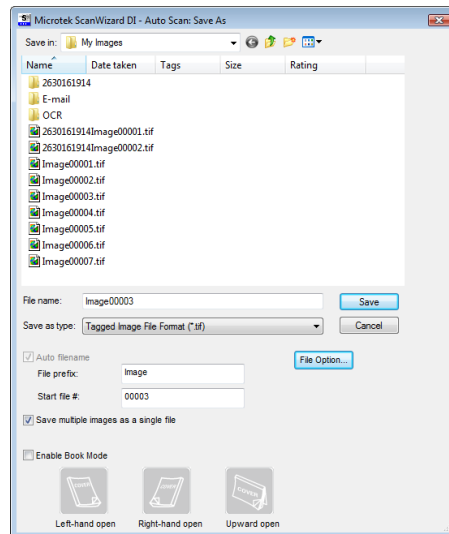 Microtek ScanWizard DI - Auto Scan: Save As
Save in: My Images
Name Date taken Tags Size Rating
2630161914
E-mail
OCR
2630161914Image00001.tif
2630161914Image00002.tif
Image00001.tif
Image00002.tif
Image00003.tif
Image00004.tif
Image00005.tif
Image00006.tif
Image00007.tif
File name: Image00003 Save
Save as type: Tagged Image File Format (*.tif) Cancel
Auto filename File Option...
File prefix: Image
Start file #: 00003
Save multiple images as a single file
Enable Book Mode
COVER COVER COVER
Left-hand open Right-hand open Upward open